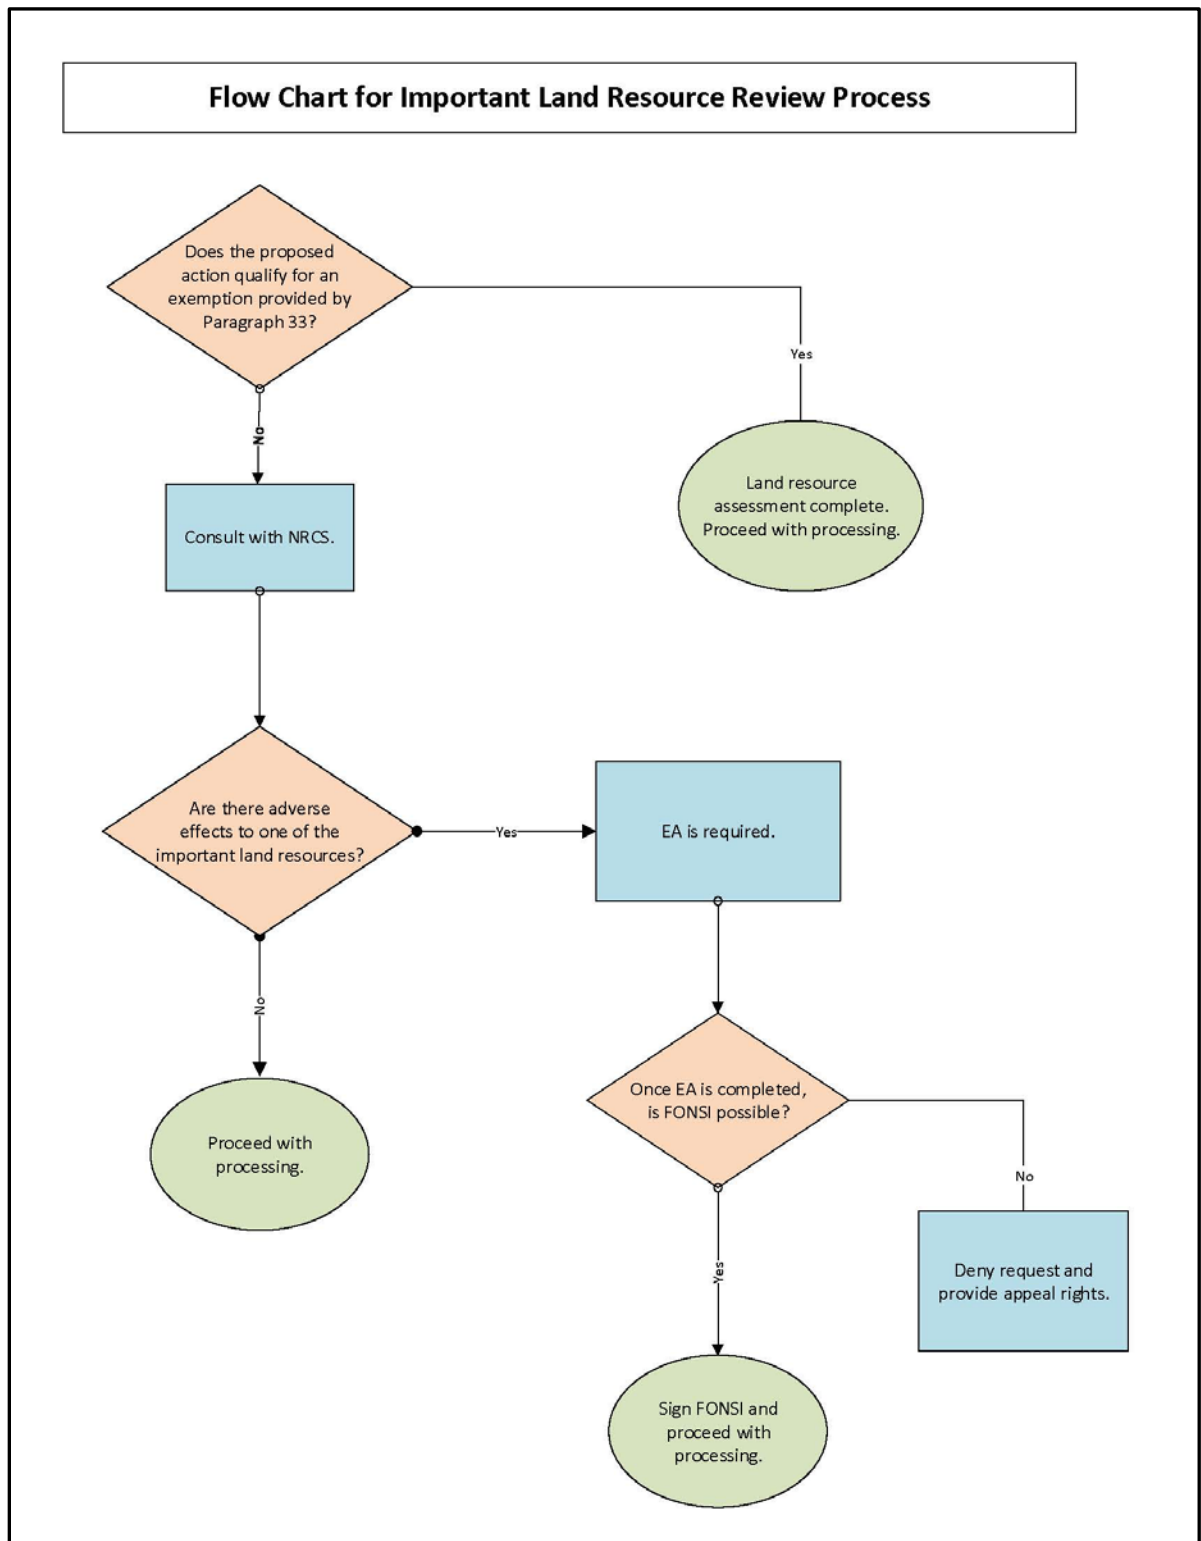 Flow Chart for Important Land Resource Review Process
Does the proposed
action qualify for an
exemption provided by
Paragraph 33?
Yes
No
Land resource
assessment complete.
Proceed with processing.
Consult with NRCS.
Are there adverse
effects to one of the
important land resources?
Yes
EA is required.
No
Once EA is completed,
is FONSI possible?
No
Proceed with
processing.
Yes
Deny request and
provide appeal rights.
Sign FONSI and
proceed with
processing.